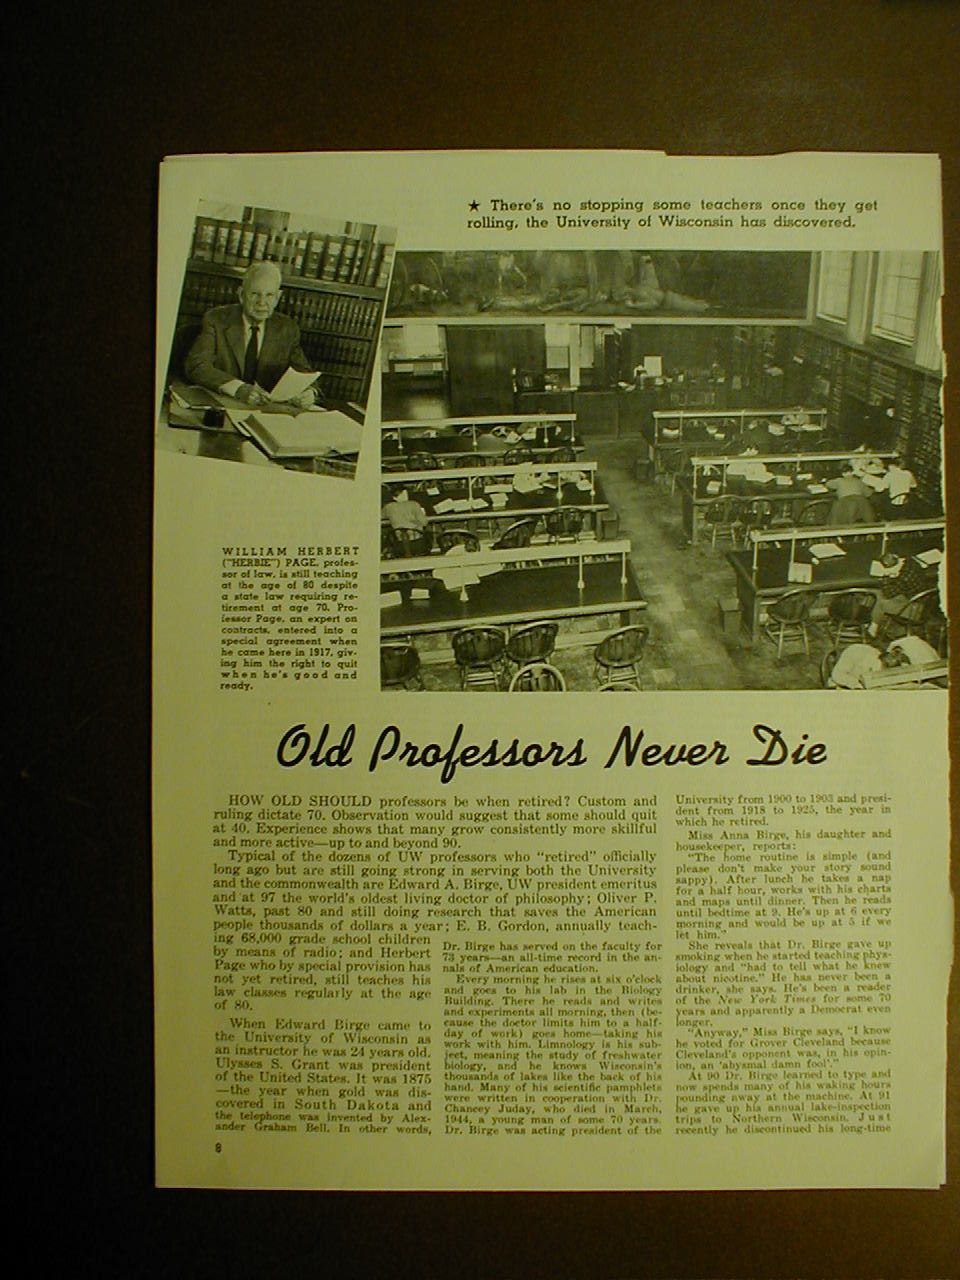 ★ There's no stopping some teachers once they get
rolling, the University of Wisconsin has discovered.
WILLIAM HERBERT
("HERBIE") PAGE, profes-
sor of law, is still teaching
at the age of 80 despite
a state law requiring re-
tirement at age 70. Pro-
fessor Page, an expert on
contracts, entered into a
special agreement when
he came here in 1917, giv-
ing him the right to quit
when he's good and
ready.
Old Professors Never Die
HOW OLD SHOULD professors be when retired? Custom and
ruling dictate 70. Observation would suggest that some should quit
at 40. Experience shows that many grow consistently more skillful
and more active—up to and beyond 90.
Typical of the dozens of UW professors who "retired" officially
long ago but are still going strong in serving both the University
and the commonwealth are Edward A. Birge, UW president emeritus
and at 97 the world's oldest living doctor of philosophy; Oliver P.
Watts, past 80 and still doing research that saves the American
people thousands of dollars a year; E. B. Gordon, annually teach-
ing 68,000 grade school children
by means of radio; and Herbert
Page who by special provision has
not yet retired, still teaches his
law classes regularly at the age
of 80.
When Edward Birge came to
the University of Wisconsin as
an instructor he was 24 years old.
Ulysses S. Grant was president
of the United States. It was 1875
—the year when gold was dis-
covered in South Dakota and
the telephone was invented by Alex-
ander Graham Bell. In other words,
Dr. Birge has served on the faculty for
73 years—an all-time record in the an-
nals of American education.
Every morning he rises at six o'clock
and goes to his lab in the Biology
Building. There he reads and writes
and experiments all morning, then (be-
cause the doctor limits him to a half-
day of work) goes home—taking his
work with him. Limnology is his sub-
ject, meaning the study of freshwater
biology, and he knows Wisconsin's
thousands of lakes like the back of his
hand. Many of his scientific pamphlets
were written in cooperation with Dr.
Chancey Juday, who died in March,
1944, a young man of some 70 years.
Dr. Birge was acting president of the
University from 1900 to 1903 and presi-
dent from 1918 to 1925, the year in
which he retired.
Miss Anna Birge, his daughter and
housekeeper, reports:
"The home routine is simple (and
please don't make your story sound
sappy). After lunch he takes a nap
for a half hour, works with his charts
and maps until dinner. Then he reads
until bedtime at 9. He's up at 6 every
morning and would be up at 5 if we
let him."
She reveals that Dr. Birge gave up
smoking when he started teaching phys-
iology and "had to tell what he knew
about nicotine." He has never been a
drinker, she says. He's been a reader
of the New York Times for some 70
years and apparently a Democrat even
longer.
"Anyway," Miss Birge says, "I know
he voted for Grover Cleveland because
Cleveland's opponent was, in his opin-
ion, an 'abysmal damn fool'."
At 90 Dr. Birge learned to type and
now spends many of his waking hours
pounding away at the machine. At 91
he gave up his annual lake-inspection
trips to Northern Wisconsin. Just
recently he discontinued his long-time
8